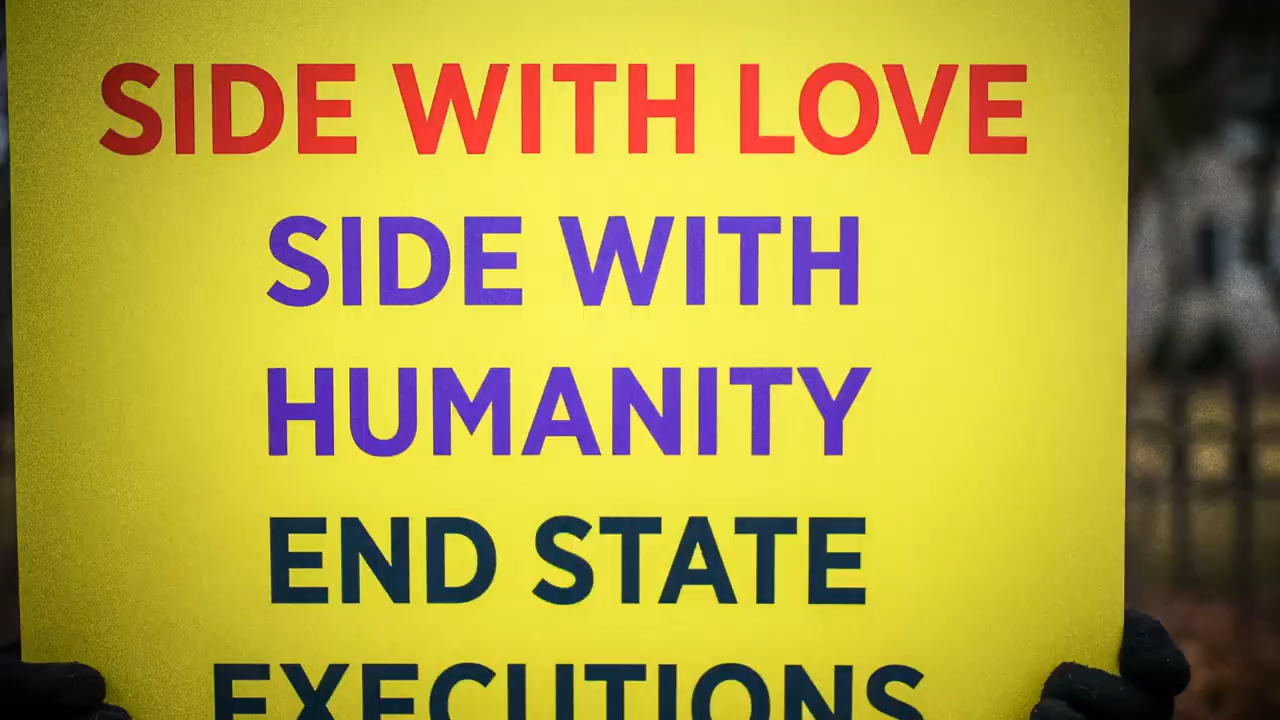 SIDE WITH LOVE
SIDE WITH
HUMANITY
END STATE
EXECUTIONS